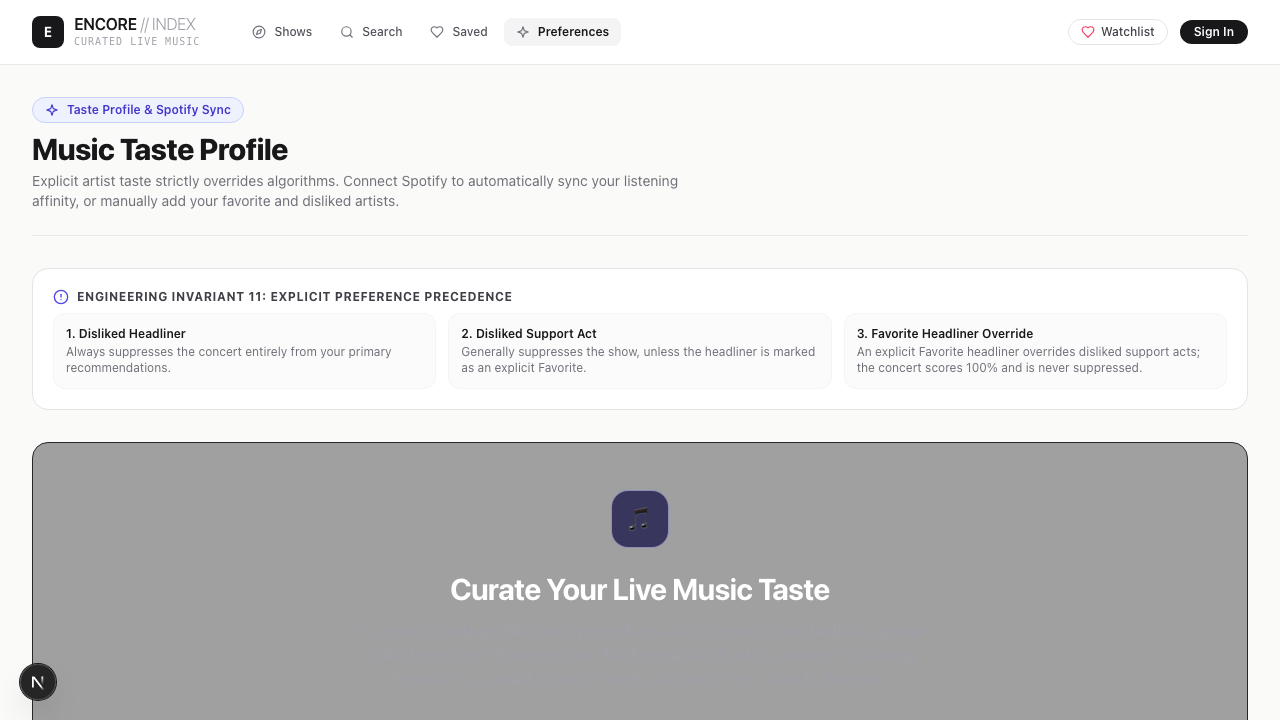 E
ENCORE // INDEX
CURATED LIVE MUSIC
Shows
Search
Saved
Preferences
Watchlist
Sign In
Taste Profile & Spotify Sync
Music Taste Profile
Explicit artist taste strictly overrides algorithms. Connect Spotify to automatically sync your listening
affinity, or manually add your favorite and disliked artists.
ENGINEERING INVARIANT 11: EXPLICIT PREFERENCE PRECEDENCE
1. Disliked Headliner
Always suppresses the concert entirely from your primary
recommendations.
2. Disliked Support Act
Generally suppresses the show, unless the headliner is marked
as an explicit Favorite.
3. Favorite Headliner Override
An explicit Favorite headliner overrides disliked support acts;
the concert scores 100% and is never suppressed.
Curate Your Live Music Taste
N